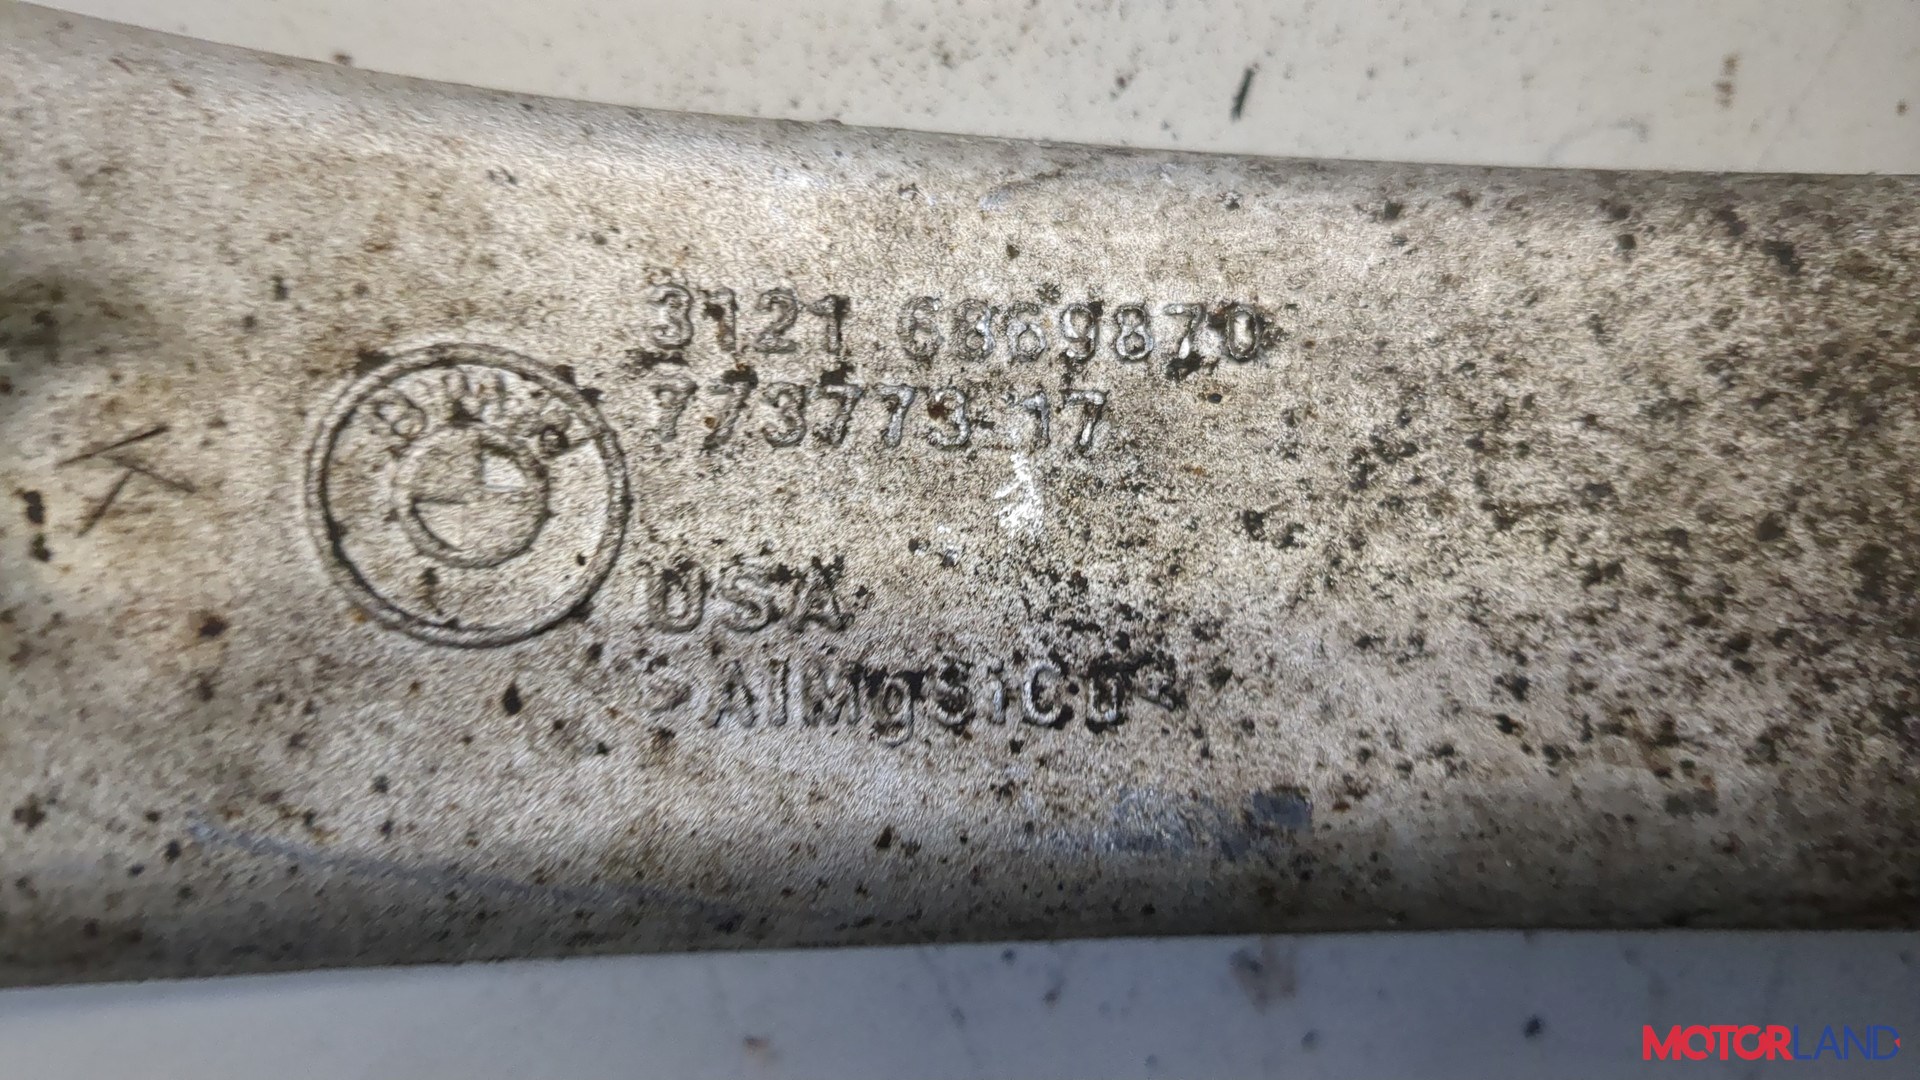 3121 6869870
773773-17
BMW
USA
>AlMgSiCu<
MOTORLAND